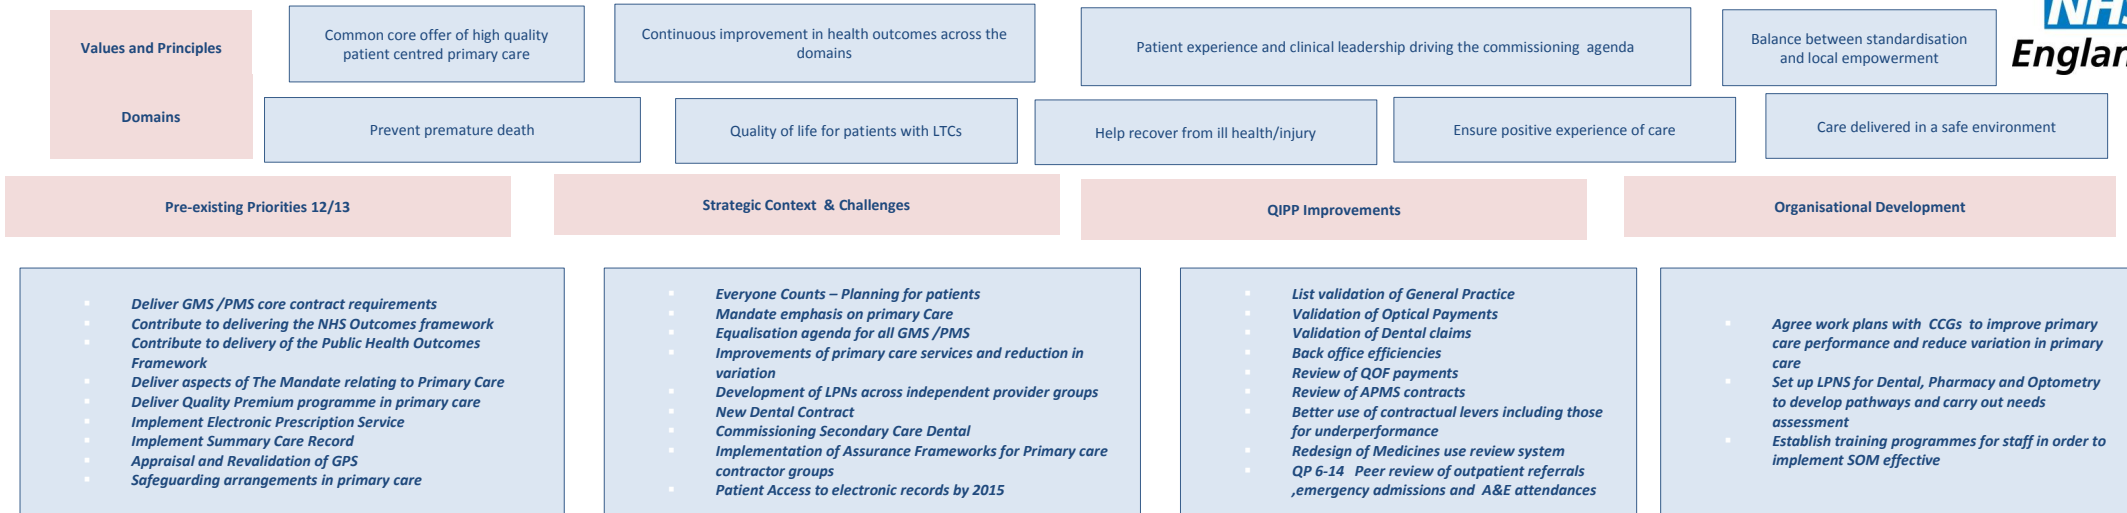 Values and Principles
Common core offer of high quality
patient centred primary care
Continuous improvement in health outcomes across the
domains
Patient experience and clinical leadership driving the commissioning agenda
Balance between standardisation
and local empowerment
NHS
England
Domains
Prevent premature death
Quality of life for patients with LTCs
Help recover from ill health/injury
Ensure positive experience of care
Care delivered in a safe environment
Pre-existing Priorities 12/13
Strategic Context & Challenges
QIPP Improvements
Organisational Development
Deliver GMS /PMS core contract requirements
Contribute to delivering the NHS Outcomes framework
Contribute to delivery of the Public Health Outcomes
Framework
Deliver aspects of The Mandate relating to Primary Care
Deliver Quality Premium programme in primary care
Implement Electronic Prescription Service
Implement Summary Care Record
Appraisal and Revalidation of GPS
Safeguarding arrangements in primary care
Everyone Counts – Planning for patients
Mandate emphasis on primary Care
Equalisation agenda for all GMS /PMS
Improvements of primary care services and reduction in
variation
Development of LPNs across independent provider groups
New Dental Contract
Commissioning Secondary Care Dental
Implementation of Assurance Frameworks for Primary care
contractor groups
Patient Access to electronic records by 2015
List validation of General Practice
Validation of Optical Payments
Validation of Dental claims
Back office efficiencies
Review of QOF payments
Review of APMS contracts
Better use of contractual levers including those
for underperformance
Redesign of Medicines use review system
QP 6-14 Peer review of outpatient referrals
,emergency admissions and A&E attendances
Agree work plans with CCGs to improve primary
care performance and reduce variation in primary
care
Set up LPNS for Dental, Pharmacy and Optometry
to develop pathways and carry out needs
assessment
Establish training programmes for staff in order to
implement SOM effective